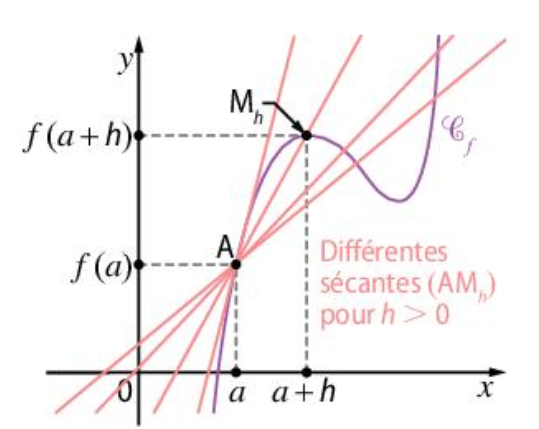 y
M_h
f(a+h)
𝒞_f
A
f(a)
Différentes
sécantes (AM_h)
pour h > 0
0
a
a+h
x